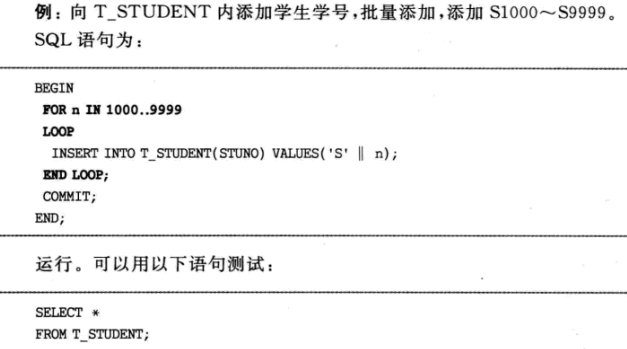 例：向 T_STUDENT 内添加学生学号，批量添加，添加 S1000～S9999。
SQL 语句为：
BEGIN
FOR n IN 1000..9999
LOOP
INSERT INTO T_STUDENT(STUNO) VALUES('S' || n);
END LOOP;
COMMIT;
END;
运行。可以用以下语句测试：
SELECT *
FROM T_STUDENT;